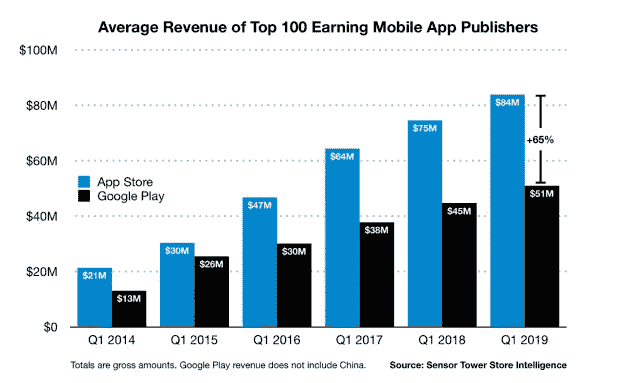 Average Revenue of Top 100 Earning Mobile App Publishers
$100M
$80M
$60M
$40M
$20M
$0
App Store
Google Play
$21M
$13M
$30M
$26M
$47M
$30M
$64M
$38M
$75M
$45M
$84M
$51M
+65%
Q1 2014
Q1 2015
Q1 2016
Q1 2017
Q1 2018
Q1 2019
Totals are gross amounts. Google Play revenue does not include China.
Source: Sensor Tower Store Intelligence